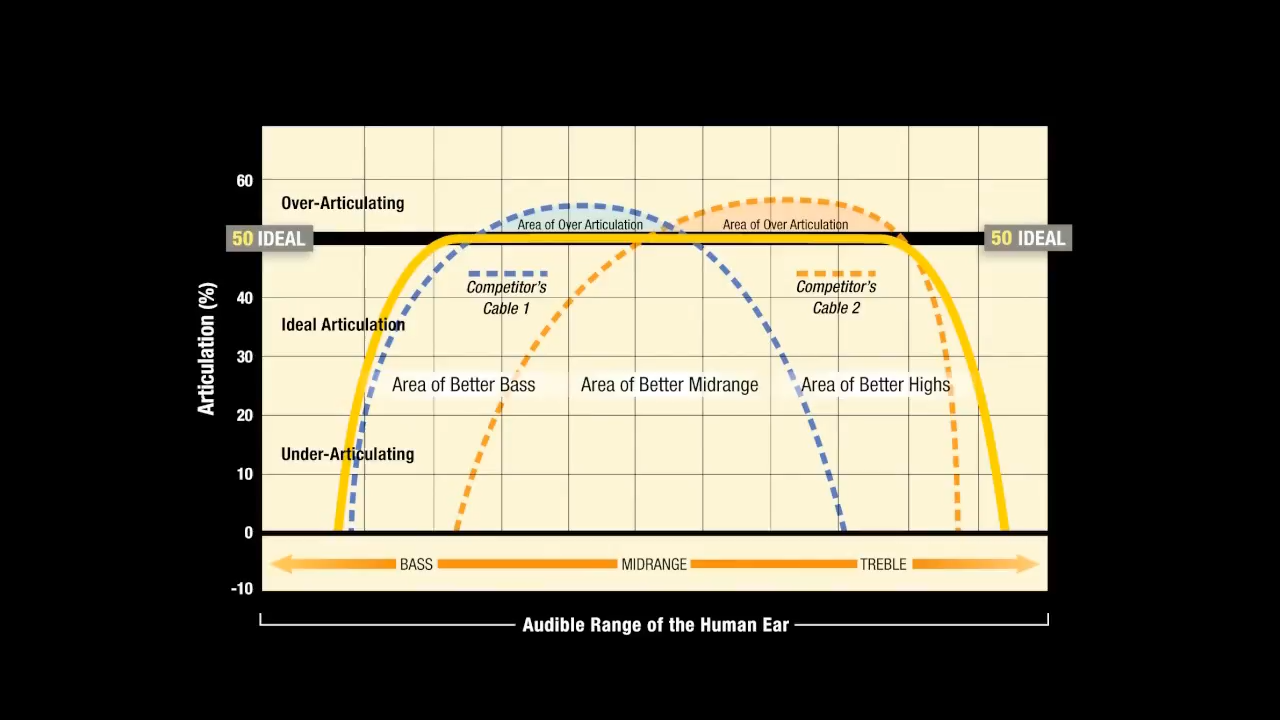 60
Over-Articulating
Area of Over Articulation
Area of Over Articulation
50 IDEAL
50 IDEAL
Competitor's
Cable 1
Competitor's
Cable 2
40
Ideal Articulation
Articulation (%)
30
Area of Better Bass
Area of Better Midrange
Area of Better Highs
20
Under-Articulating
10
0
BASS
MIDRANGE
TREBLE
-10
Audible Range of the Human Ear